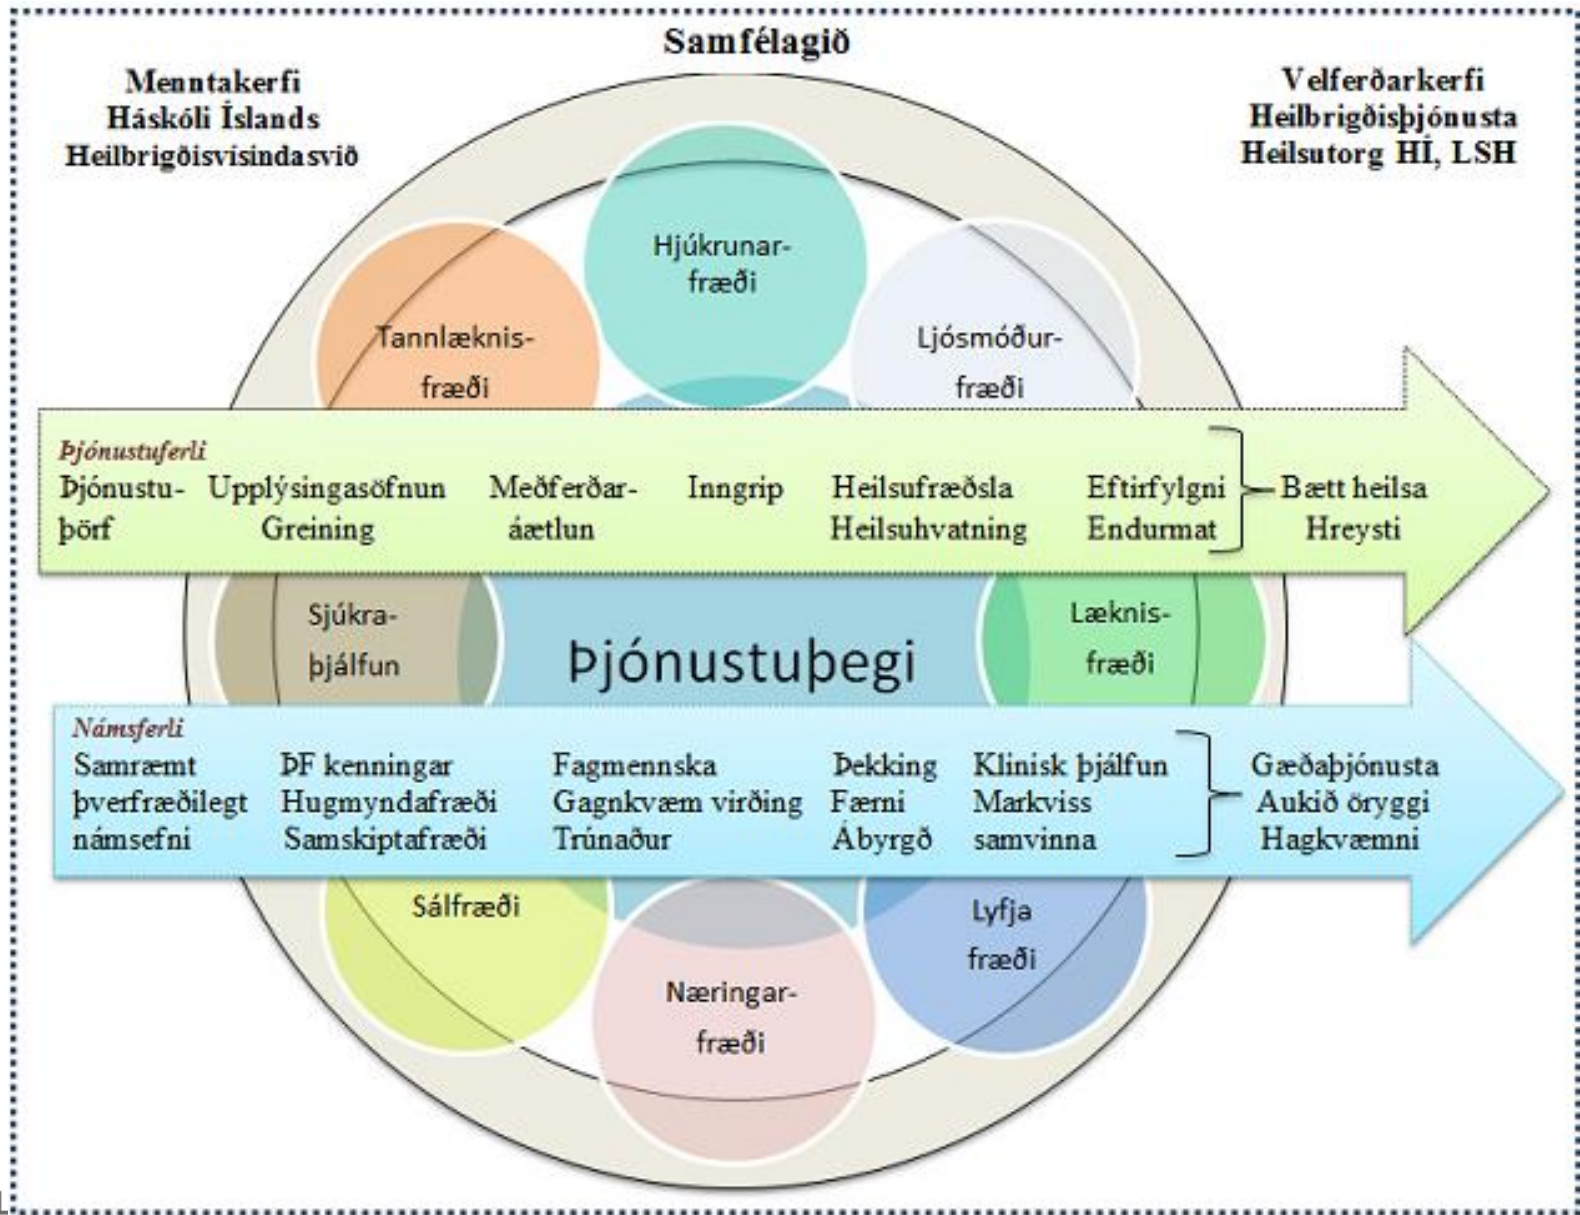 Samfélagið
Menntakerfi
Háskóli Íslands
Heilbrigðisvísindasvið
Velferðarkerfi
Heilbrigðisþjónusta
Heilsutorg HÍ, LSH
Hjúkrunar-
fræði
Tannlæknis-
fræði
Ljósmóður-
fræði
Þjónustuferli
Þjónustu- Upplýsingasöfnun Meðferðar- Inngrip Heilsufræðsla Eftirfylgni Bætt heilsa
þörf Greining áætlun Heilsuhvatning Endurmat Hreysti
Sjúkra-
þjálfun
Þjónustuþegi
Læknis-
fræði
Námsferli
Samræmt ÞF kenningar Fagmennska Þekking Klinisk þjálfun Gæðaþjónusta
þverfræðilegt Hugmyndafræði Gagnkvæm virðing Færni Markviss Aukið öryggi
námsefni Samskiptafræði Trúnaður Ábyrgð samvinna Hagkvæmni
Sálfræði
Lyfja
fræði
Næringar-
fræði